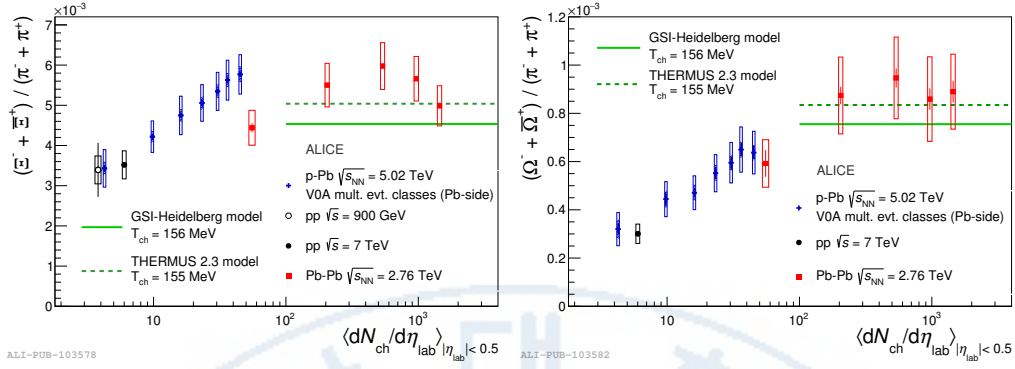 ×10⁻³
(Ξ⁻ + Ξ̅⁺) / (π⁻ + π⁺)
7
6
5
4
3
2
1
0
ALICE
p-Pb √s_NN = 5.02 TeV
V0A mult. evt. classes (Pb-side)
pp √s = 900 GeV
pp √s = 7 TeV
Pb-Pb √s_NN = 2.76 TeV
GSI-Heidelberg model
T_ch = 156 MeV
THERMUS 2.3 model
T_ch = 155 MeV
10 10² 10³
⟨dN_ch/dη_lab⟩_|η_lab|< 0.5
ALI-PUB-103578
×10⁻³
(Ω⁻ + Ω̅⁺) / (π⁻ + π⁺)
1.2
1
0.8
0.6
0.4
0.2
0
GSI-Heidelberg model
T_ch = 156 MeV
THERMUS 2.3 model
T_ch = 155 MeV
ALICE
p-Pb √s_NN = 5.02 TeV
V0A mult. evt. classes (Pb-side)
pp √s = 7 TeV
Pb-Pb √s_NN = 2.76 TeV
10 10² 10³
⟨dN_ch/dη_lab⟩_|η_lab|< 0.5
ALI-PUB-103582